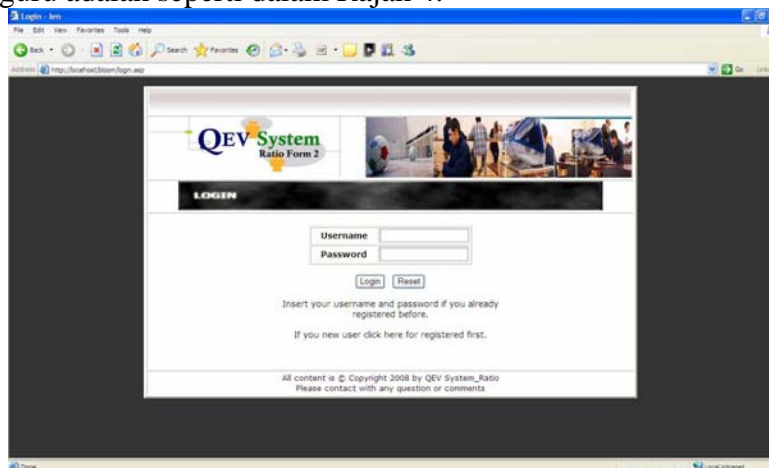 guru adalah seperti dalam Rajah 4.
Login - Ien
File Edit View Favorites Tools Help
Back Search Favorites
Address http://localhost/bisom/login.asp Go
QEV System
Ratio Form 2
LOGIN
Username
Password
Login Reset
Insert your username and password if you already
registered before.
If you new user click here for registered first.
All content is © Copyright 2008 by QEV System_Ratio
Please contact with any question or comments
Done Local intranet